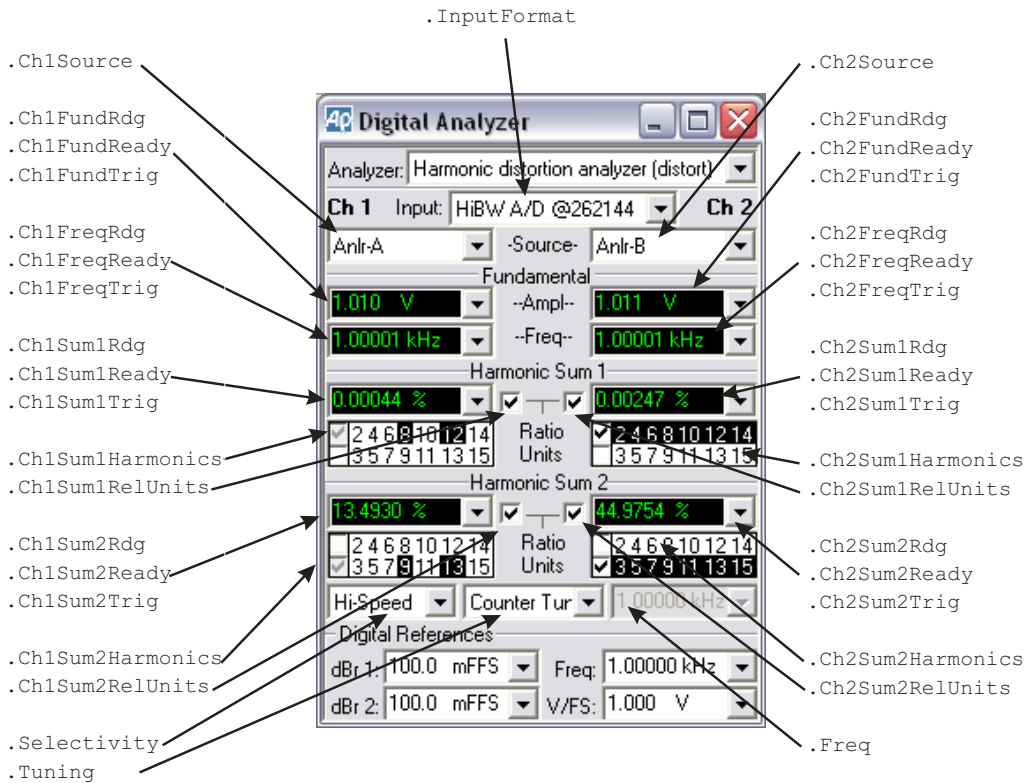 .InputFormat
.Ch1Source
.Ch1FundRdg
.Ch1FundReady
.Ch1FundTrig
.Ch1FreqRdg
.Ch1FreqReady
.Ch1FreqTrig
.Ch1Sum1Rdg
.Ch1Sum1Ready
.Ch1Sum1Trig
.Ch1Sum1Harmonics
.Ch1Sum1RelUnits
.Ch1Sum2Rdg
.Ch1Sum2Ready
.Ch1Sum2Trig
.Ch1Sum2Harmonics
.Ch1Sum2RelUnits
.Selectivity
.Tuning
Ap Digital Analyzer
Analyzer: Harmonic distortion analyzer (distort)
Ch 1 Input: HiBW A/D @262144 Ch 2
Anlr-A -Source- Anlr-B
Fundamental
1.010 V --Ampl-- 1.011 V
1.00001 kHz --Freq-- 1.00001 kHz
Harmonic Sum 1
0.00044 % 0.00247 %
2 4 6 8 10 12 14 Ratio 2 4 6 8 10 12 14
3 5 7 9 11 13 15 Units 3 5 7 9 11 13 15
Harmonic Sum 2
13.4930 % 44.9754 %
2 4 6 8 10 12 14 Ratio 2 4 6 8 10 12 14
3 5 7 9 11 13 15 Units 3 5 7 9 11 13 15
Hi-Speed Counter Tur 1.00000 kHz
Digital References
dBr 1: 100.0 mFFS Freq: 1.00000 kHz
dBr 2: 100.0 mFFS V/FS: 1.000 V
.Ch2Source
.Ch2FundRdg
.Ch2FundReady
.Ch2FundTrig
.Ch2FreqRdg
.Ch2FreqReady
.Ch2FreqTrig
.Ch2Sum1Rdg
.Ch2Sum1Ready
.Ch2Sum1Trig
.Ch2Sum1Harmonics
.Ch2Sum1RelUnits
.Ch2Sum2Rdg
.Ch2Sum2Ready
.Ch2Sum2Trig
.Ch2Sum2Harmonics
.Ch2Sum2RelUnits
.Freq